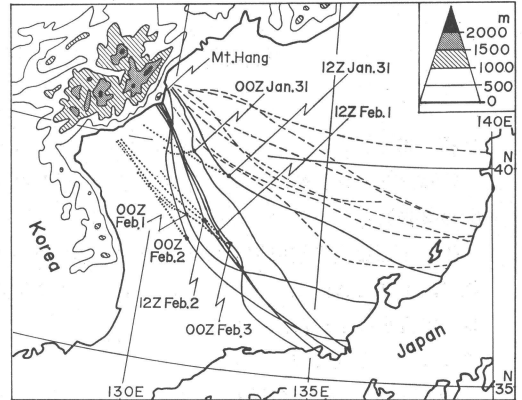 m
2000
1500
1000
500
0
Mt.Hang
00Z Jan.31
12Z Jan.31
12Z Feb.1
140E
N
40
Korea
00Z
Feb.1
00Z
Feb.2
12Z Feb.2
00Z Feb.3
Japan
130E
135E
N
35